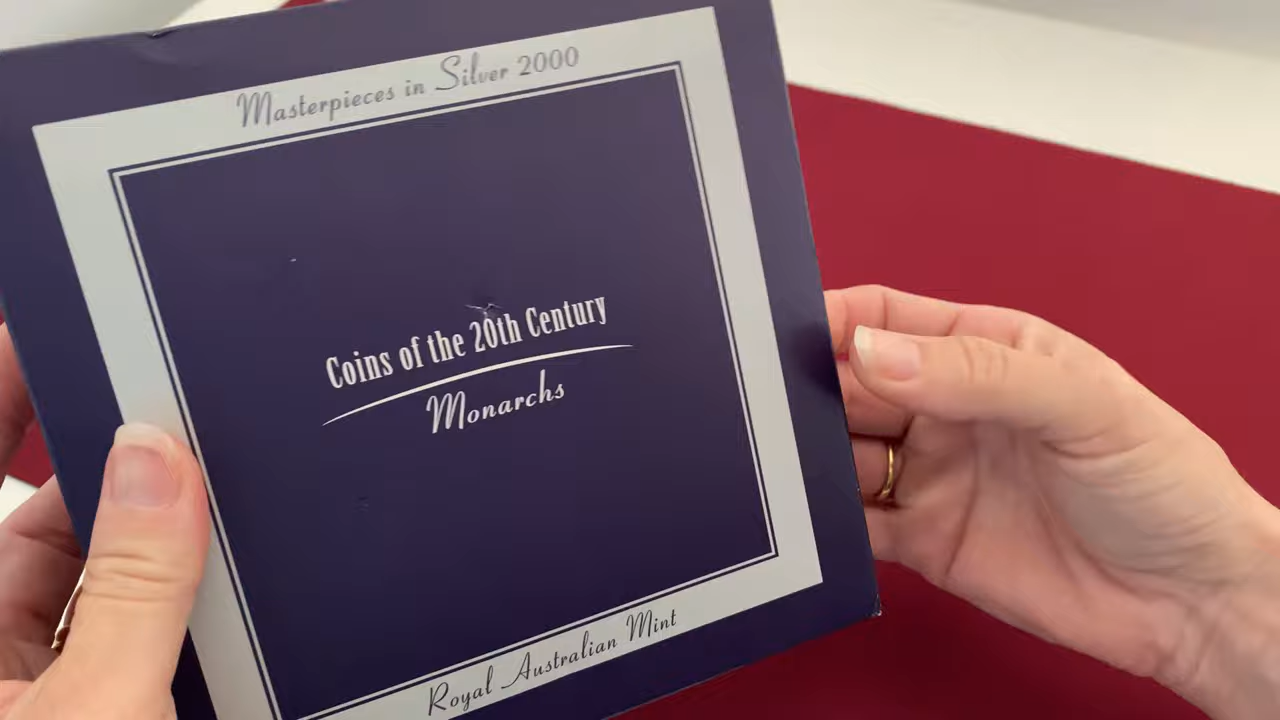 Masterpieces in Silver 2000
Coins of the 20th Century
Monarchs
Royal Australian Mint